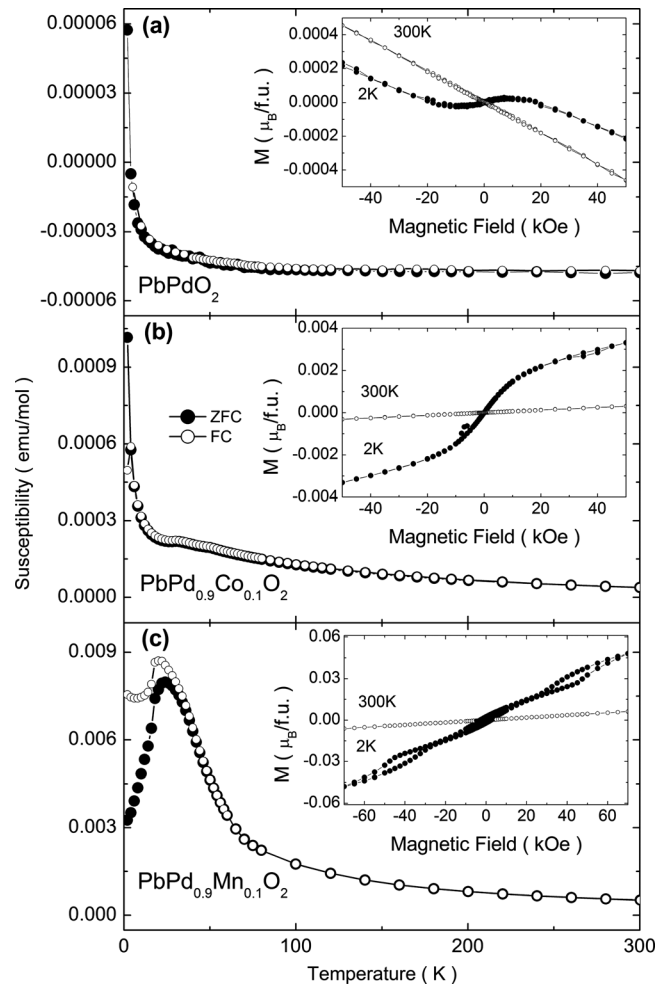 (a)
0.00006
0.00003
0.00000
-0.00003
-0.00006
PbPdO2
0.0004
0.0002
0.0000
-0.0002
-0.0004
M ( μB/f.u. )
300K
2K
-40 -20 0 20 40
Magnetic Field ( kOe )
(b)
0.0009
0.0006
0.0003
0.0000
Susceptibility ( emu/mol )
ZFC
FC
PbPd0.9Co0.1O2
0.004
0.002
0.000
-0.002
-0.004
M ( μB/f.u. )
300K
2K
-40 -20 0 20 40
Magnetic Field ( kOe )
(c)
0.009
0.006
0.003
0.000
PbPd0.9Mn0.1O2
0.06
0.03
0.00
-0.03
-0.06
M ( μB/f.u. )
300K
2K
-60 -40 -20 0 20 40 60
Magnetic Field ( kOe )
0 100 200 300
Temperature ( K )